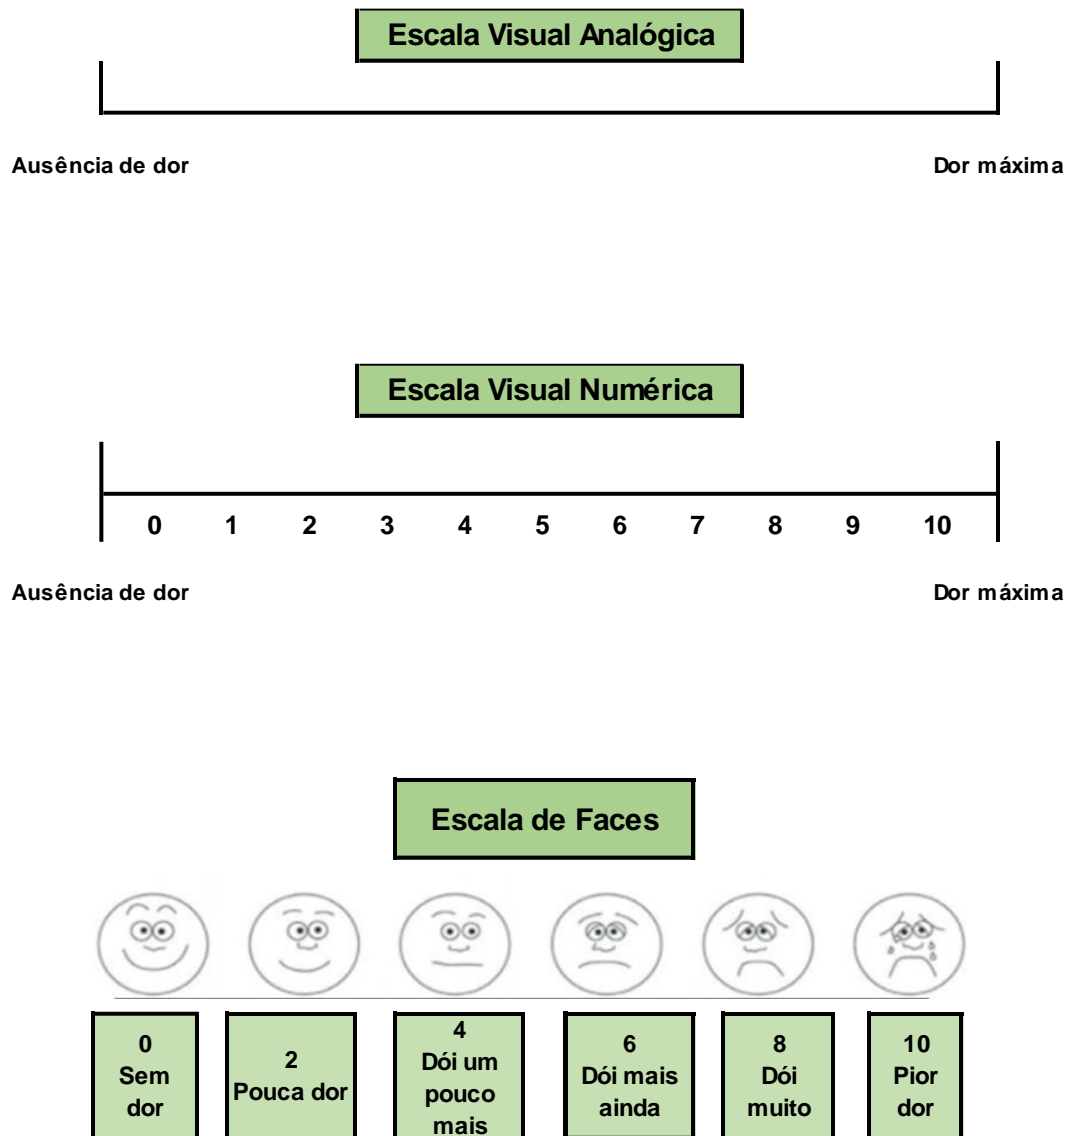 Escala Visual Analógica
Ausência de dor Dor máxima
Escala Visual Numérica
0 1 2 3 4 5 6 7 8 9 10
Ausência de dor Dor máxima
Escala de Faces
0
Sem
dor
2
Pouca dor
4
Dói um
pouco
mais
6
Dói mais
ainda
8
Dói
muito
10
Pior
dor